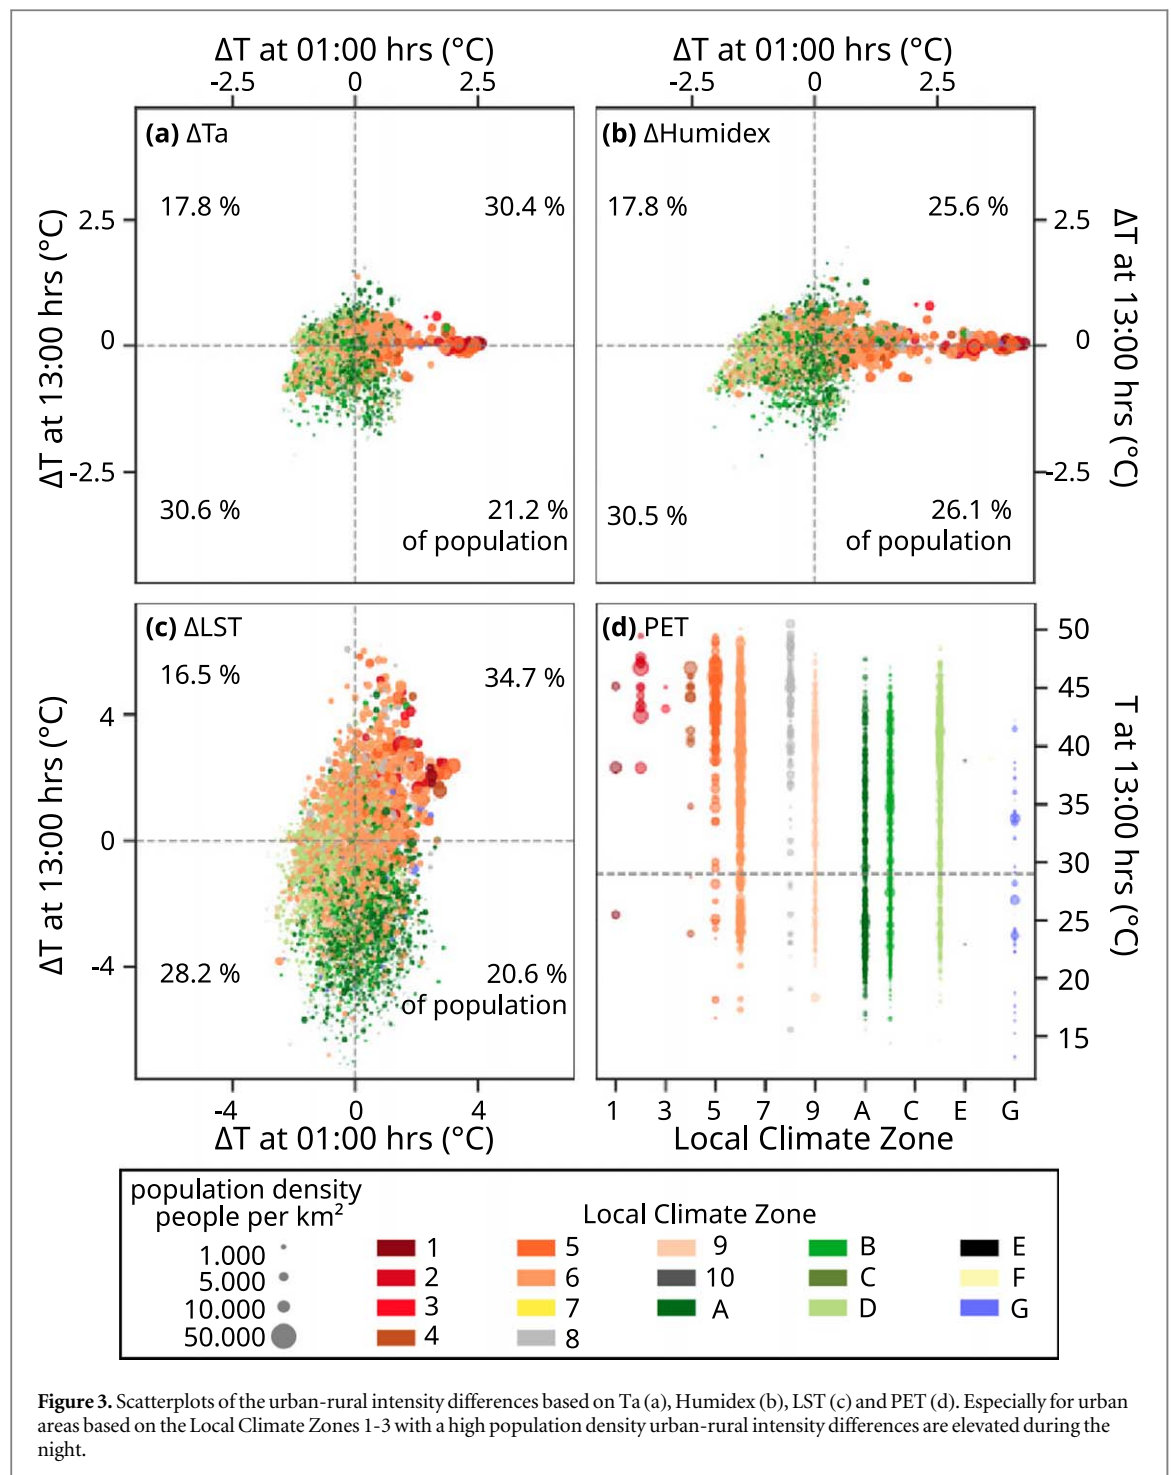 ΔT at 01:00 hrs (°C)
-2.5 0 2.5
ΔT at 01:00 hrs (°C)
-2.5 0 2.5
(a) ΔTa
17.8 %
30.4 %
30.6 %
21.2 %
of population
ΔT at 13:00 hrs (°C)
2.5
0
-2.5
(b) ΔHumidex
17.8 %
25.6 %
30.5 %
26.1 %
of population
2.5
0
-2.5
ΔT at 13:00 hrs (°C)
(c) ΔLST
16.5 %
34.7 %
28.2 %
20.6 %
of population
ΔT at 13:00 hrs (°C)
4
0
-4
-4 0 4
ΔT at 01:00 hrs (°C)
(d) PET
50
45
40
35
30
25
20
15
T at 13:00 hrs (°C)
1 3 5 7 9 A C E G
Local Climate Zone
population density
people per km²
1.000
5.000
10.000
50.000
Local Climate Zone
1 5 9 B E
2 6 10 C F
3 7 A D G
4 8
Figure 3. Scatterplots of the urban-rural intensity differences based on Ta (a), Humidex (b), LST (c) and PET (d). Especially for urban
areas based on the Local Climate Zones 1-3 with a high population density urban-rural intensity differences are elevated during the
night.